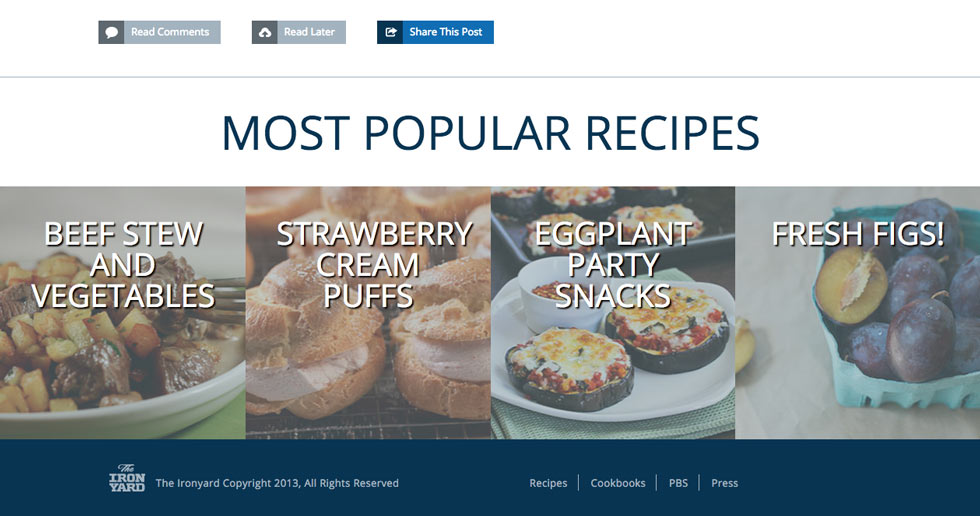 Read Comments
Read Later
Share This Post
MOST POPULAR RECIPES
BEEF STEW
AND
VEGETABLES
STRAWBERRY
CREAM
PUFFS
EGGPLANT
PARTY
SNACKS
FRESH FIGS!
The
IRON
YARD
The Ironyard Copyright 2013, All Rights Reserved
Recipes
Cookbooks
PBS
Press